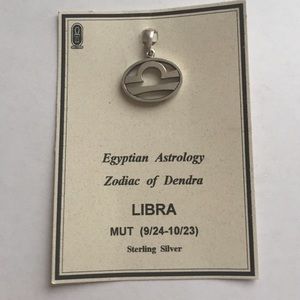 Egyptian Astrology
Zodiac of Dendra
LIBRA
MUT (9/24-10/23)
Sterling Silver